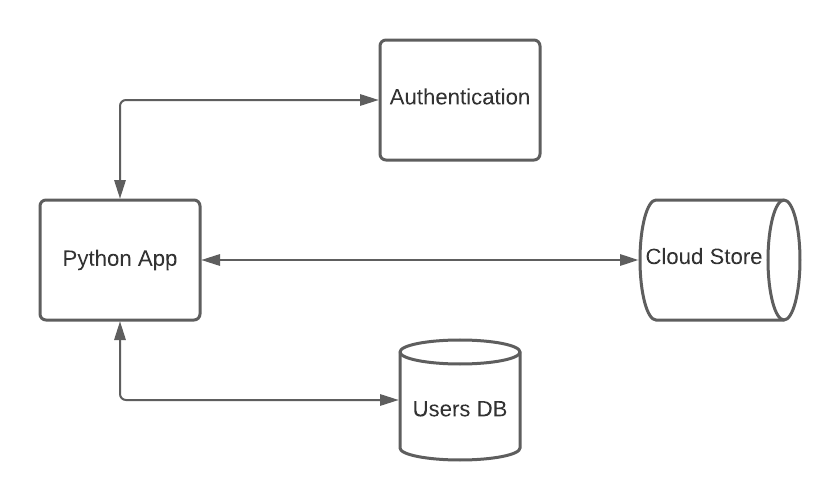 Authentication
Python App
Cloud Store
Users DB